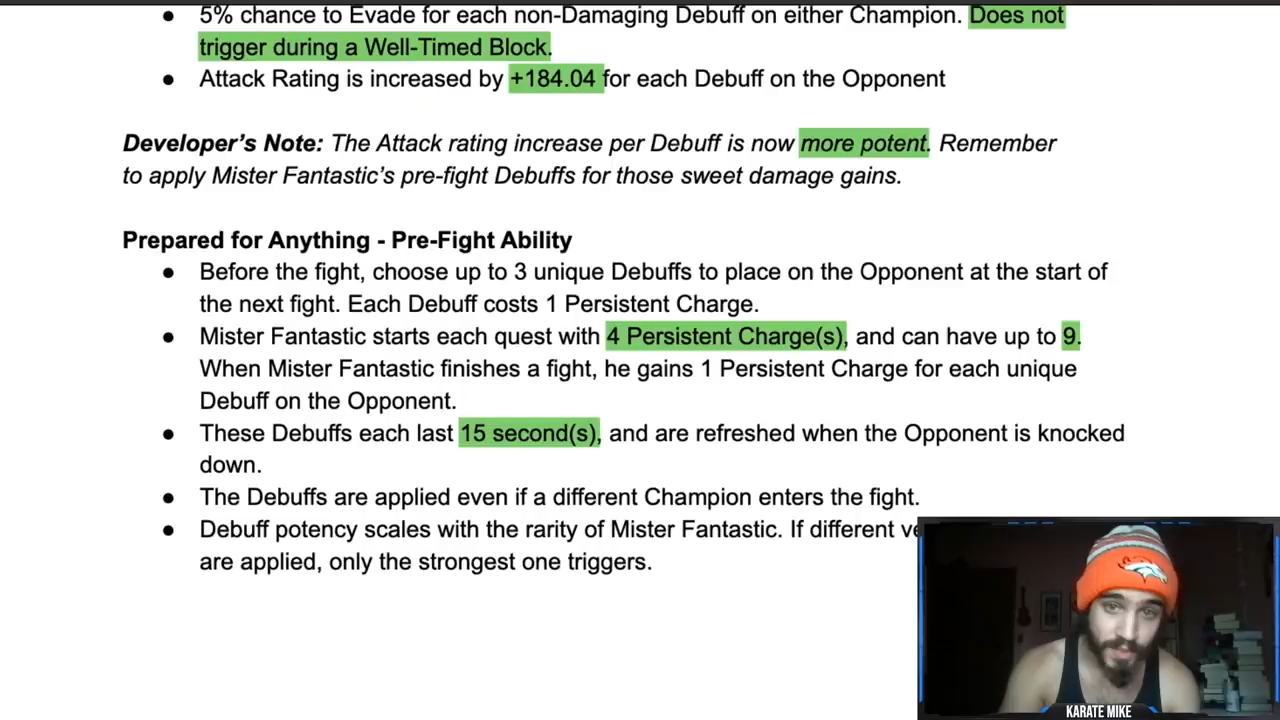 ● 5% chance to Evade for each non-Damaging Debuff on either Champion. Does not
trigger during a Well-Timed Block.
● Attack Rating is increased by +184.04 for each Debuff on the Opponent
Developer's Note: The Attack rating increase per Debuff is now more potent. Remember
to apply Mister Fantastic's pre-fight Debuffs for those sweet damage gains.
Prepared for Anything - Pre-Fight Ability
● Before the fight, choose up to 3 unique Debuffs to place on the Opponent at the start of
the next fight. Each Debuff costs 1 Persistent Charge.
● Mister Fantastic starts each quest with 4 Persistent Charge(s), and can have up to 9.
When Mister Fantastic finishes a fight, he gains 1 Persistent Charge for each unique
Debuff on the Opponent.
● These Debuffs each last 15 second(s), and are refreshed when the Opponent is knocked
down.
● The Debuffs are applied even if a different Champion enters the fight.
● Debuff potency scales with the rarity of Mister Fantastic. If different
are applied, only the strongest one triggers.
KARATE MIKE